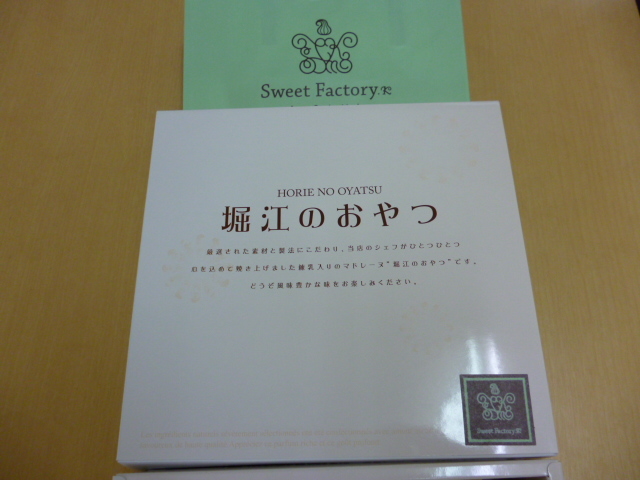 Sweet Factory.K
HORIE NO OYATSU
堀江のおやつ
厳選された素材と製法にこだわり、当店のシェフがひとつひとつ
心を込めて焼き上げました練乳入りのマドレーヌ"堀江のおやつ"です。
どうぞ風味豊かな味をお楽しみください。
Sweet Factory.K